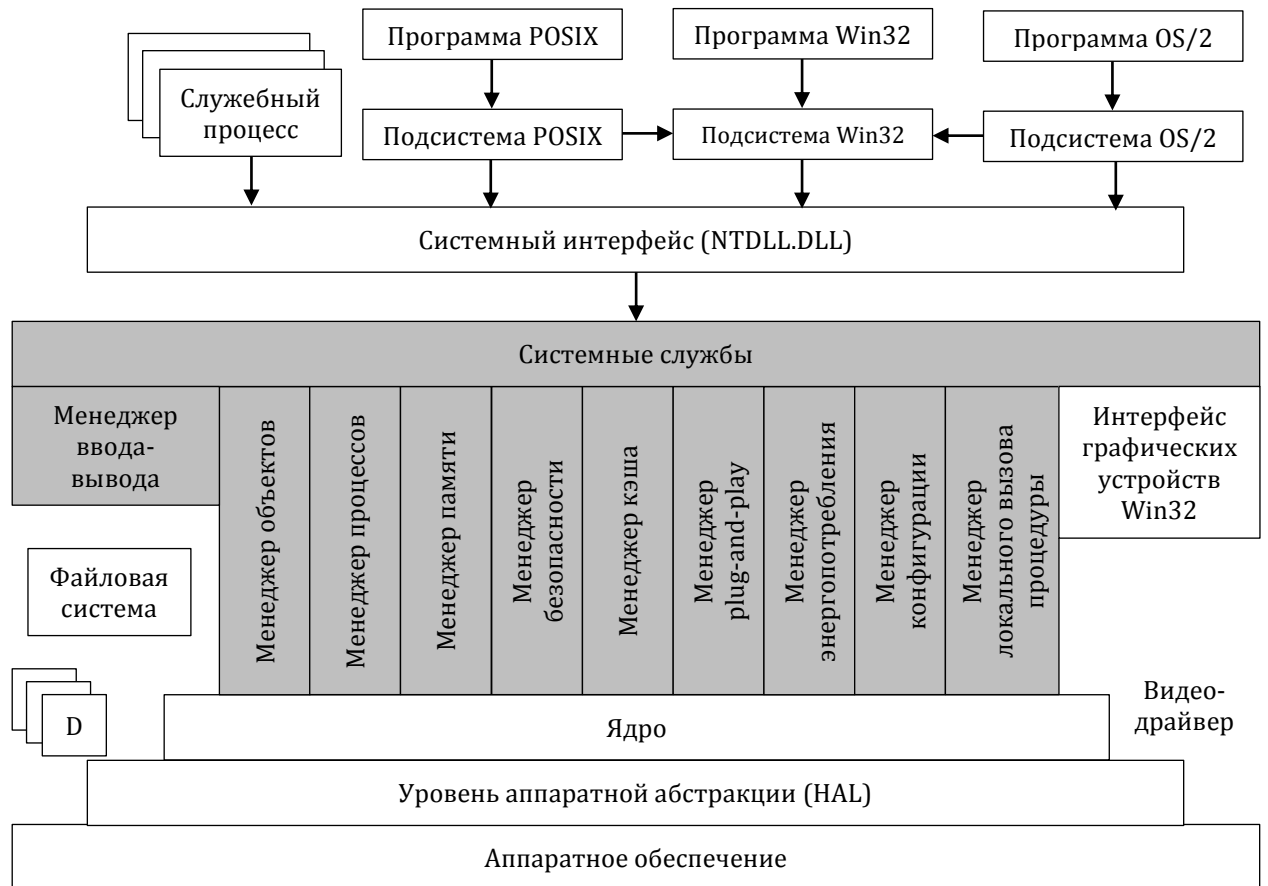 Программа POSIX
Программа Win32
Программа OS/2
Служебный
процесс
Подсистема POSIX
Подсистема Win32
Подсистема OS/2
Системный интерфейс (NTDLL.DLL)
Системные службы
Менеджер
ввода-
вывода
Менеджер объектов
Менеджер процессов
Менеджер памяти
Менеджер
безопасности
Менеджер кэша
Менеджер
plug-and-play
Менеджер
энергопотребления
Менеджер
конфигурации
Менеджер
локального вызова
процедуры
Интерфейс
графических
устройств
Win32
Файловая
система
D
Видео-
драйвер
Ядро
Уровень аппаратной абстракции (HAL)
Аппаратное обеспечение